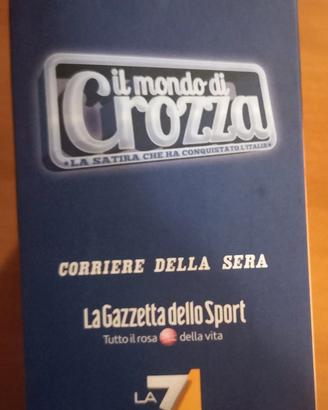 il mondo di
Crozza
• LA SATIRA CHE HA CONQUISTATO L'ITALIA •
CORRIERE DELLA SERA
La Gazzetta dello Sport
Tutto il rosa della vita
LA7